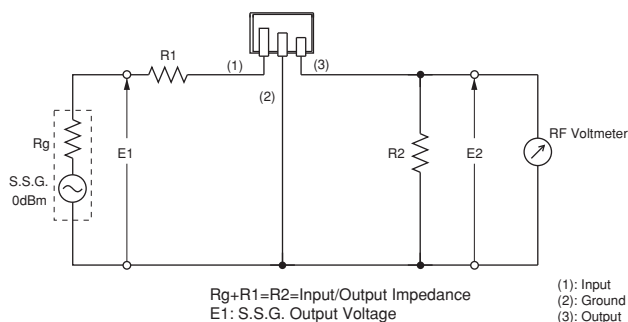 R1
(1)
(3)
(2)
Rg
E1
R2
E2
RF Voltmeter
S.S.G.
0dBm
Rg+R1=R2=Input/Output Impedance
E1: S.S.G. Output Voltage
(1): Input
(2): Ground
(3): Output